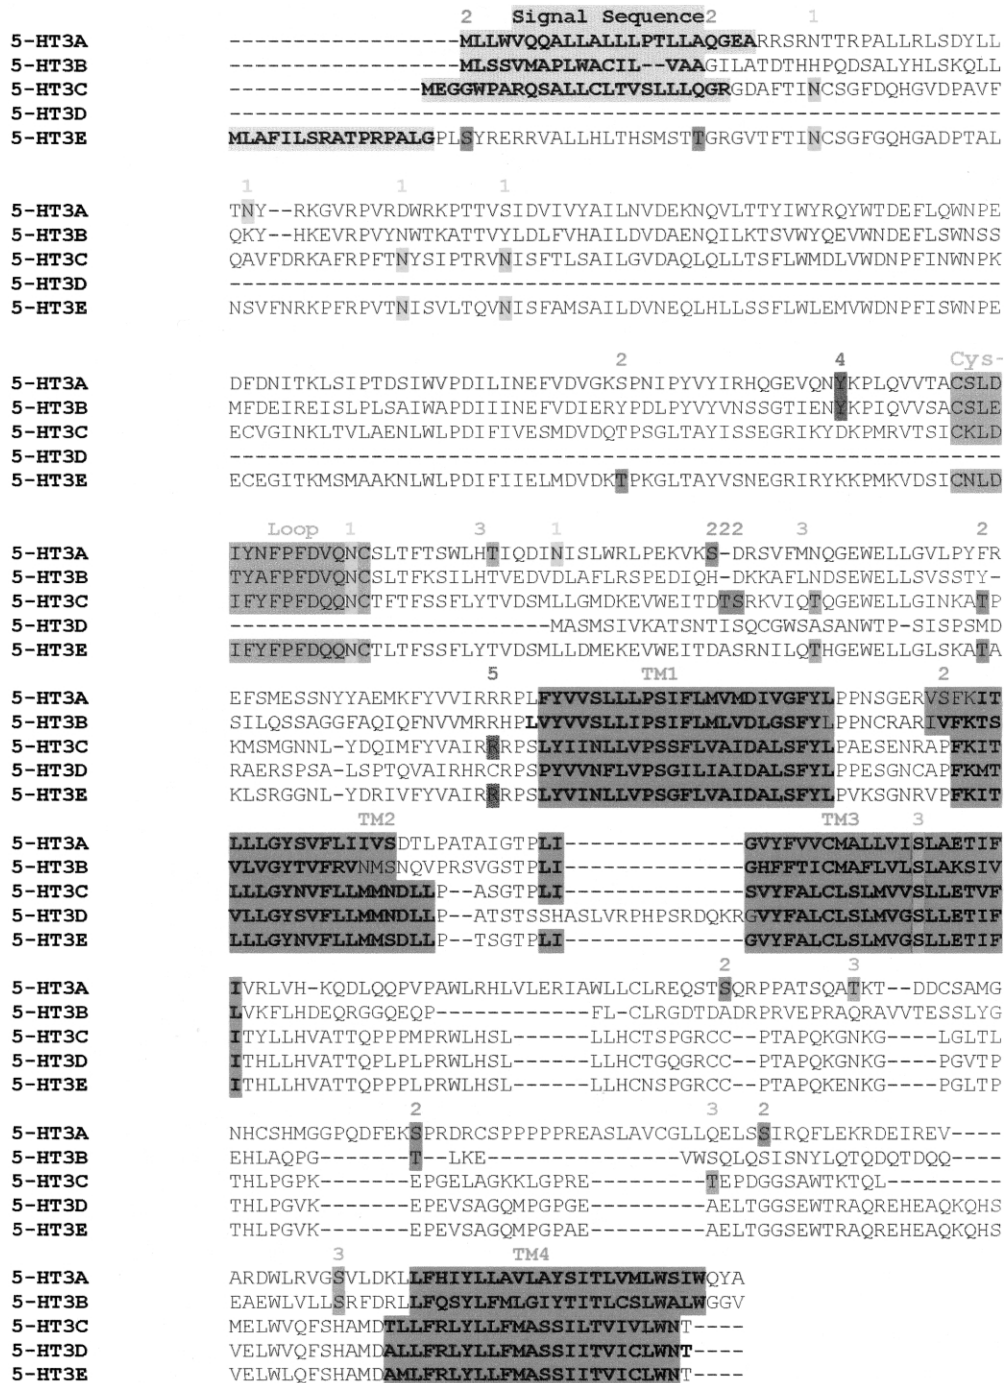 2 Signal Sequence 2 1
5-HT3A ------------------MLLWVQQALLALLLPTLLAQGEARRSRNTTRPALLRLSDYLL
5-HT3B ------------------MLSSVMAPLWACIL--VAAGILATDTHHPQDSALYHLSKQLL
5-HT3C ---------------MEGGWPARQSALLCLTVSLLLQGRGDAFTINCSGFDQHGVDPAVF
5-HT3D ------------------------------------------------------------
5-HT3E MLAFILSRATPRPALGPLSYRERRVALLHLTHSMSTTGRGVTFTINCSGFGQHGADPTAL
1 1 1
5-HT3A TNY--RKGVRPVRDWRKPTTVSIDVIVYAILNVDEKNQVLTTYIWYRQYWTDEFLQWNPE
5-HT3B QKY--HKEVRPVYNWTKATTVYLDLFVHAILDVDAENQILKTSVWYQEVWNDEFLSWNSS
5-HT3C QAVFDRKAFRPFTNYSIPTRVNISFTLSAILGVDAQLQLLTSFLWMDLVWDNPFINWNPK
5-HT3D ------------------------------------------------------------
5-HT3E NSVFNRKPFRPVTNISVLTQVNISFAMSAILDVNEQLHLLSSFLWLEMVWDNPFISWNPE
2 4 Cys-
5-HT3A DFDNITKLSIPTDSIWVPDILINEFVDVGKSPNIPYVYIRHQGEVQNYKPLQVVTACSLD
5-HT3B MFDEIREISLPLSAIWAPDIIINEFVDIERYPDLPYVYVNSSGTIENYKPIQVVSACSLE
5-HT3C ECVGINKLTVLAENLWLPDIFIVESMDVDQTPSGLTAYISSEGRIKYDKPMRVTSICKLD
5-HT3D ------------------------------------------------------------
5-HT3E ECEGITKMSMAAKNLWLPDIFIIELMDVDKTPKGLTAYVSNEGRIRYKKPMKVDSICNLD
Loop 1 3 1 222 3 2
5-HT3A IYNFPFDVQNCSLTFTSWLHTIQDINISLWRLPEKVKS-DRSVFMNQGEWELLGVLPYFR
5-HT3B TYAFPFDVQNCSLTFKSILHTVEDVDLAFLRSPEDIQH-DKKAFLNDSEWELLSVSSTY-
5-HT3C IFYFPFDQQNCTFTFSSFLYTVDSMLLGMDKEVWEITDTSRKVIQTQGEWELLGINKATP
5-HT3D -------------------------MASMSIVKATSNTISQCGWSASANWTP-SISPSMD
5-HT3E IFYFPFDQQNCTLTFSSFLYTVDSMLLDMEKEVWEITDASRNILQTHGEWELLGLSKATA
5 TM1 2
5-HT3A EFSMESSNYYAEMKFYVVIRRRPLFYVVSLLLPSIFLMVMDIVGFYLPPNSGERVSFKIT
5-HT3B SILQSSAGGFAQIQFNVVMRRHPLVYVVSLLIPSIFLMLVDLGSFYLPPNCRARIVFKTS
5-HT3C KMSMGNNL-YDQIMFYVAIRRRPSLYIINLLVPSSFLVAIDALSFYLPAESENRAPFKIT
5-HT3D RAERSPSA-LSPTQVAIRHRCRPSPYVVNFLVPSGILIAIDALSFYLPPESGNCAPFKMT
5-HT3E KLSRGGNL-YDRIVFYVAIRRRPSLYVINLLVPSGFLVAIDALSFYLPVKSGNRVPFKIT
TM2 TM3 3
5-HT3A LLLGYSVFLIIVSDTLPATAIGTPLI--------------GVYFVVCMALLVISLAETIF
5-HT3B VLVGYTVFRVNMSNQVPRSVGSTPLI--------------GHFFTICMAFLVLSLAKSIV
5-HT3C LLLGYNVFLLMMNDLLP--ASGTPLI--------------SVYFALCLSLMVVSLLETVF
5-HT3D VLLGYSVFLLMMNDLLP--ATSTSSHASLVRPHPSRDQKRGVYFALCLSLMVGSLLETIF
5-HT3E LLLGYNVFLLMMSDLLP--TSGTPLI--------------GVYFALCLSLMVGSLLETIF
2 3
5-HT3A IVRLVH-KQDLQQPVPAWLRHLVLERIAWLLCLREQSTSQRPPATSQATKT--DDCSAMG
5-HT3B LVKFLHDEQRGGQEQP------------FL-CLRGDTDADRPRVEPRAQRAVVTESSLYG
5-HT3C ITYLLHVATTQPPPMPRWLHSL------LLHCTSPGRCC--PTAPQKGNKG----LGLTL
5-HT3D ITHLLHVATTQPLPLPRWLHSL------LLHCTGQGRCC--PTAPQKGNKG----PGVTP
5-HT3E ITHLLHVATTQPPPLPRWLHSL------LLHCNSPGRCC--PTAPQKENKG----PGLTP
2 3 2
5-HT3A NHCSHMGGPQDFEKSPRDRCSPPPPPREASLAVCGLLQELSSIRQFLEKRDEIREV----
5-HT3B EHLAQPG-------T--LKE---------------VWSQLQSISNYLQTQDQTDQQ----
5-HT3C THLPGPK-------EPGELAGKKLGPRE---------TEPDGGSAWTKTQL---------
5-HT3D THLPGVK-------EPEVSAGQMPGPGE---------AELTGGSEWTRAQREHEAQKQHS
5-HT3E THLPGVK-------EPEVSAGQMPGPAE---------AELTGGSEWTRAQREHEAQKQHS
3 TM4
5-HT3A ARDWLRVGSVLDKLLFHIYLLAVLAYSITLVMLWSIWQYA
5-HT3B EAEWLVLLSRFDRLLFQSYLFMLGIYTITLCSLWALWGGV
5-HT3C MELWVQFSHAMDTLLFRLYLLFMASSILTVIVLWNT----
5-HT3D VELWVQFSHAMDALLFRLYLLFMASSIITVICLWNT----
5-HT3E VELWLQFSHAMDAMLFRLYLLFMASSIITVICLWNT----